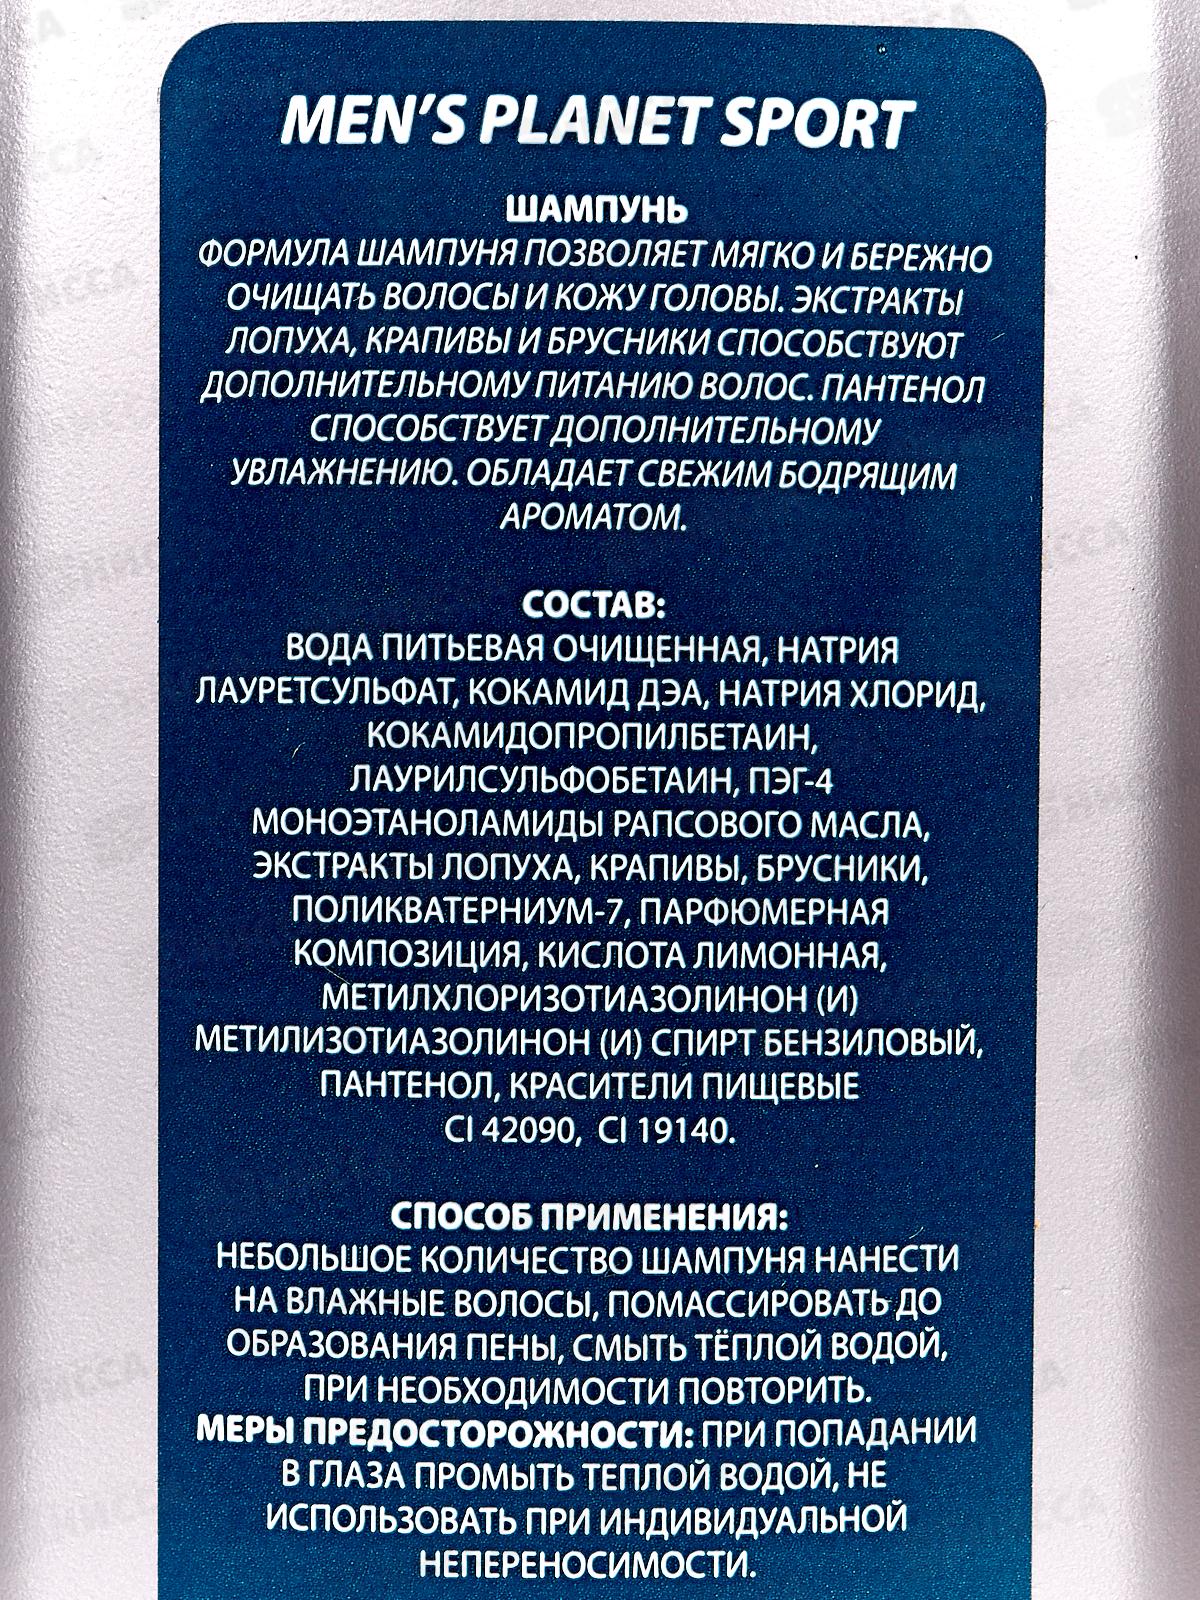 MEN'S PLANET SPORT
ШАМПУНЬ
ФОРМУЛА ШАМПУНЯ ПОЗВОЛЯЕТ МЯГКО И БЕРЕЖНО
ОЧИЩАТЬ ВОЛОСЫ И КОЖУ ГОЛОВЫ. ЭКСТРАКТЫ
ЛОПУХА, КРАПИВЫ И БРУСНИКИ СПОСОБСТВУЮТ
ДОПОЛНИТЕЛЬНОМУ ПИТАНИЮ ВОЛОС. ПАНТЕНОЛ
СПОСОБСТВУЕТ ДОПОЛНИТЕЛЬНОМУ
УВЛАЖНЕНИЮ. ОБЛАДАЕТ СВЕЖИМ БОДРЯЩИМ
АРОМАТОМ.
СОСТАВ:
ВОДА ПИТЬЕВАЯ ОЧИЩЕННАЯ, НАТРИЯ
ЛАУРЕТСУЛЬФАТ, КОКАМИД ДЭА, НАТРИЯ ХЛОРИД,
КОКАМИДОПРОПИЛБЕТАИН,
ЛАУРИЛСУЛЬФОБЕТАИН, ПЭГ-4
МОНОЭТАНОЛАМИДЫ РАПСОВОГО МАСЛА,
ЭКСТРАКТЫ ЛОПУХА, КРАПИВЫ, БРУСНИКИ,
ПОЛИКВАТЕРНИУМ-7, ПАРФЮМЕРНАЯ
КОМПОЗИЦИЯ, КИСЛОТА ЛИМОННАЯ,
МЕТИЛХЛОРИЗОТИАЗОЛИНОН (И)
МЕТИЛИЗОТИАЗОЛИНОН (И) СПИРТ БЕНЗИЛОВЫЙ,
ПАНТЕНОЛ, КРАСИТЕЛИ ПИЩЕВЫЕ
CI 42090, CI 19140.
СПОСОБ ПРИМЕНЕНИЯ:
НЕБОЛЬШОЕ КОЛИЧЕСТВО ШАМПУНЯ НАНЕСТИ
НА ВЛАЖНЫЕ ВОЛОСЫ, ПОМАССИРОВАТЬ ДО
ОБРАЗОВАНИЯ ПЕНЫ, СМЫТЬ ТЁПЛОЙ ВОДОЙ,
ПРИ НЕОБХОДИМОСТИ ПОВТОРИТЬ.
МЕРЫ ПРЕДОСТОРОЖНОСТИ: ПРИ ПОПАДАНИИ
В ГЛАЗА ПРОМЫТЬ ТЕПЛОЙ ВОДОЙ, НЕ
ИСПОЛЬЗОВАТЬ ПРИ ИНДИВИДУАЛЬНОЙ
НЕПЕРЕНОСИМОСТИ.